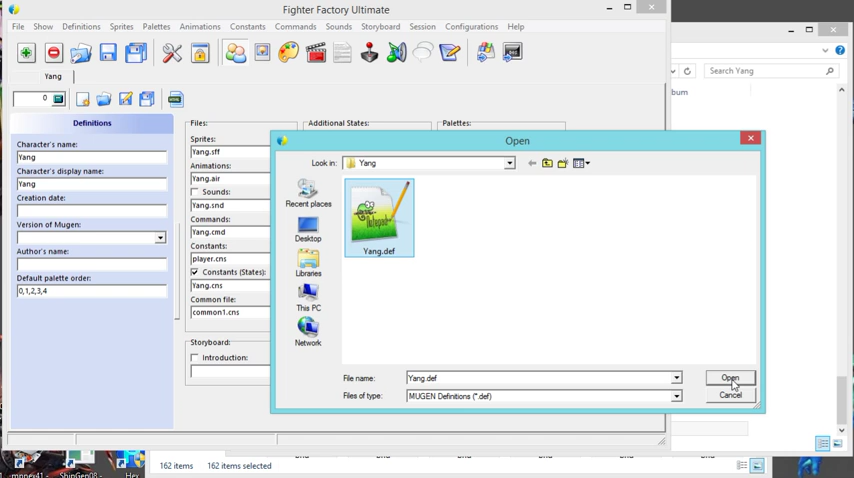 Fighter Factory Ultimate
File Show Definitions Sprites Palettes Animations Constants Commands Sounds Storyboard Session Configurations Help
Yang
0
Search Yang
bum
Definitions
Character's name:
Yang
Character's display name:
Yang
Creation date:
Version of Mugen:
Author's name:
Default palette order:
0,1,2,3,4
Files:
Sprites:
Yang.sff
Animations:
Yang.air
Sounds:
Yang.snd
Commands:
Yang.cmd
Constants:
player.cns
Constants (States):
Yang.cns
Common file:
common1.cns
Storyboard:
Introduction:
Additional States:
Palettes:
Open
Look in: Yang
Recent places
Desktop
Libraries
This PC
Network
Yang.def
File name: Yang.def Open
Files of type: MUGEN Definitions (*.def) Cancel
162 items 162 items selected
ShinGen08 - Hex